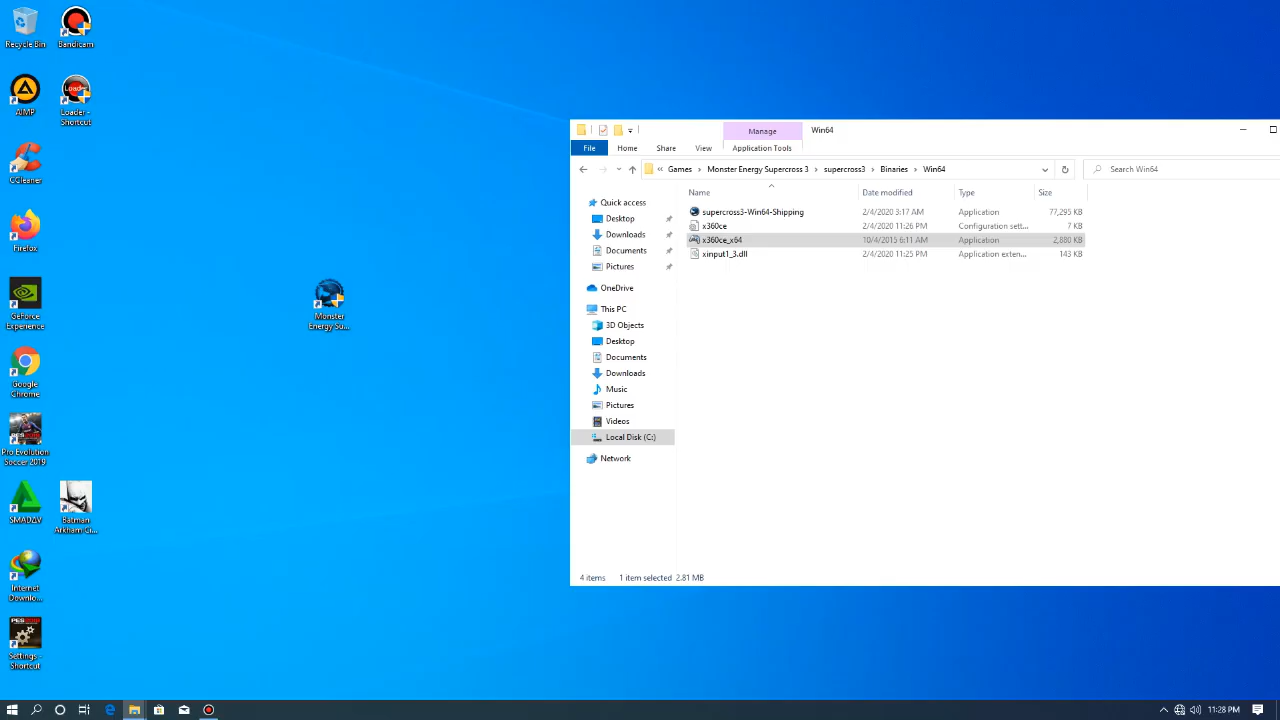 Recycle Bin
Bandicam
AIMP
Loader -
Shortcut
CCleaner
Firefox
GeForce
Experience
Google
Chrome
Pro Evolution
Soccer 2019
SMADΔV
Batman
Arkham Ci...
Internet
Downlo...
Settings -
Shortcut
Monster
Energy Su...
Manage
Win64
File
Home
Share
View
Application Tools
« Games > Monster Energy Supercross 3 > supercross3 > Binaries > Win64
Search Win64
Name
Date modified
Type
Size
supercross3-Win64-Shipping 2/4/2020 3:17 AM Application 77,295 KB
x360ce 2/4/2020 11:26 PM Configuration sett... 7 KB
x360ce_x64 10/4/2015 6:11 AM Application 2,880 KB
xinput1_3.dll 2/4/2020 11:25 PM Application exten... 143 KB
Quick access
Desktop
Downloads
Documents
Pictures
OneDrive
This PC
3D Objects
Desktop
Documents
Downloads
Music
Pictures
Videos
Local Disk (C:)
Network
4 items 1 item selected 2.81 MB
11:28 PM